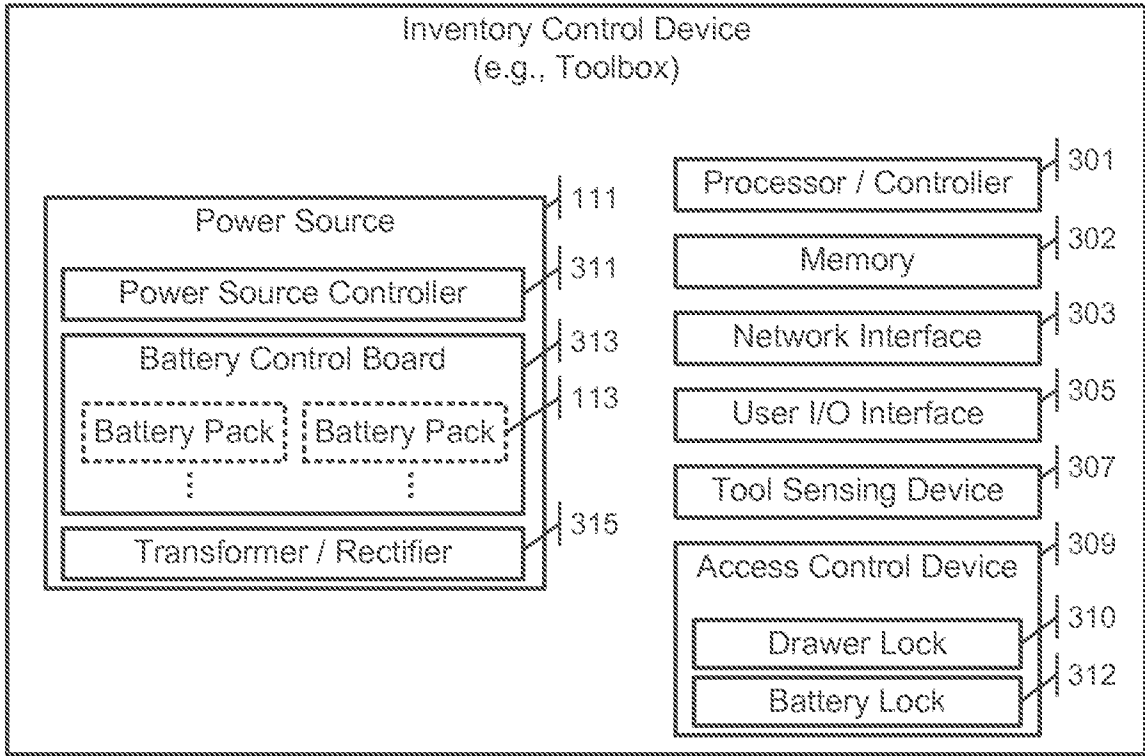 Inventory Control Device
(e.g., Toolbox)
111
Power Source
311
Power Source Controller
313
Battery Control Board
113
Battery Pack Battery Pack
⋮ ⋮
315
Transformer / Rectifier
301
Processor / Controller
302
Memory
303
Network Interface
305
User I/O Interface
307
Tool Sensing Device
309
Access Control Device
310
Drawer Lock
312
Battery Lock